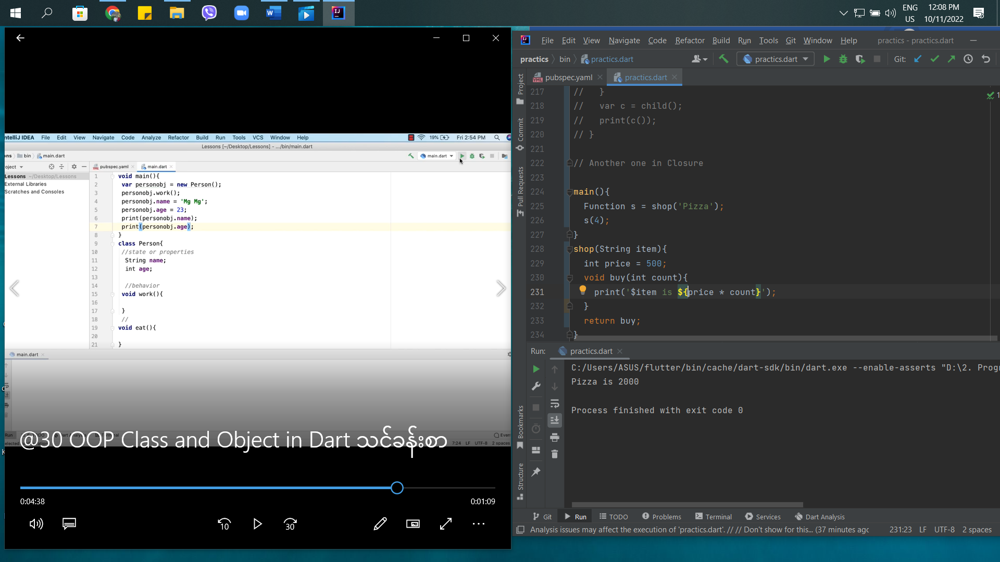 ENG
US
12:08 PM
10/11/2022
ntelliJ IDEA File Edit View Navigate Code Analyze Refactor Build Run Tools VCS Window Help 19% Fri 2:54 PM
Lessons [~/Desktop/Lessons] - .../bin/main.dart
ons bin main.dart main.dart
oject pubspec.yaml main.dart
Lessons ~/Desktop/Lessons
External Libraries
Scratches and Consoles
1 void main(){
2 var personobj = new Person();
3 personobj.work();
4 personobj.name = 'Mg Mg';
5 personobj.age = 23;
6 print(personobj.name);
7 print(personobj.age);
8 }
9 class Person{
10 //state or properties
11 String name;
12 int age;
13
14 //behavior
15 void work(){
16
17 }
18 //
19 void eat(){
20
21 }
main.dart
7:24 LF UTF-8 2 spaces
@30 OOP Class and Object in Dart သင်ခန်းစာ
0:04:38 0:01:09
10 30
File Edit View Navigate Code Refactor Build Run Tools Git Window Help practics - practics.dart
practics bin practics.dart practics.dart Git:
pubspec.yaml practics.dart
Project
Commit
Pull Requests
Bookmarks
Structure
217 // }
218 // var c = child();
219 // print(c());
220 // }
221
222 // Another one in Closure
223
224 main(){
225 Function s = shop('Pizza');
226 s(4);
227 }
228 shop(String item){
229 int price = 500;
230 void buy(int count){
231 print('$item is ${price * count}');
232 }
233 return buy;
234 }
1
Run: practics.dart
C:/Users/ASUS/flutter/bin/cache/dart-sdk/bin/dart.exe --enable-asserts "D:\2. Progr
Pizza is 2000
Process finished with exit code 0
Git Run TODO Problems Terminal Services Dart Analysis
Analysis issues may affect the execution of 'practics.dart'. // // Don't show for this... (37 minutes agc 231:23 LF UTF-8 2 spaces